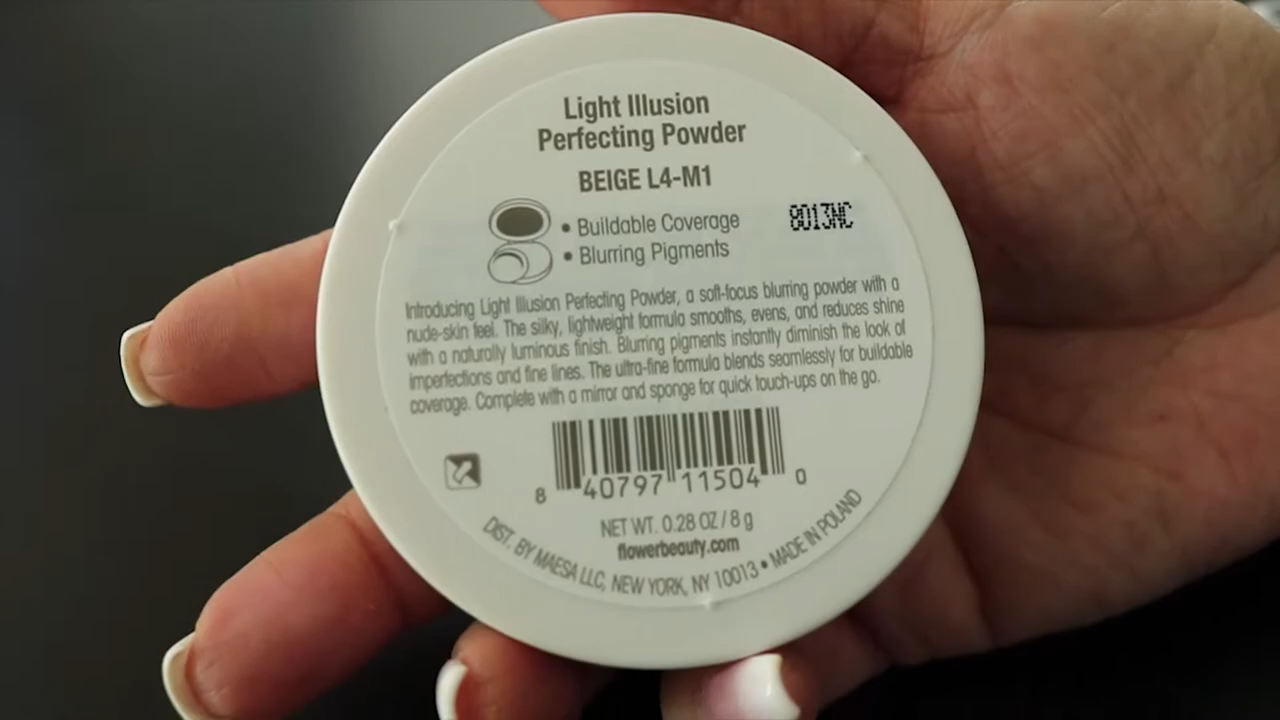 Light Illusion
Perfecting Powder
BEIGE L4-M1
• Buildable Coverage
8013NC
• Blurring Pigments
Introducing Light Illusion Perfecting Powder, a soft-focus blurring powder with a
nude-skin feel. The silky, lightweight formula smooths, evens, and reduces shine
with a naturally luminous finish. Blurring pigments instantly diminish the look of
imperfections and fine lines. The ultra-fine formula blends seamlessly for buildable
coverage. Complete with a mirror and sponge for quick touch-ups on the go.
8 40797 11504 0
NET WT. 0.28 OZ / 8 g
flowerbeauty.com
DIST. BY MAESA LLC, NEW YORK, NY 10013 • MADE IN POLAND